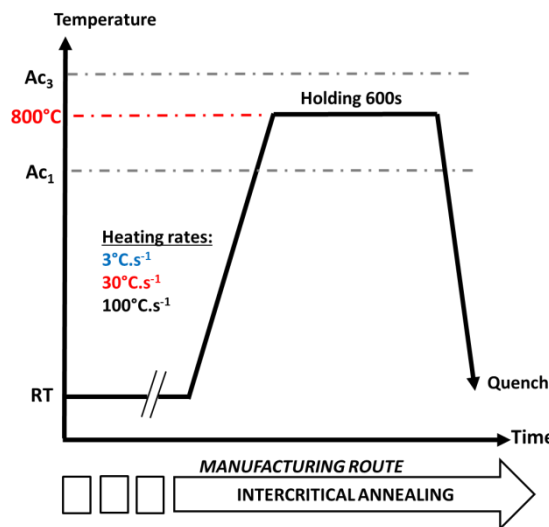 Temperature
Ac₃
Holding 600s
800°C
Ac₁
Heating rates:
3°C.s⁻¹
30°C.s⁻¹
100°C.s⁻¹
RT
Quench
Time
MANUFACTURING ROUTE
INTERCRITICAL ANNEALING